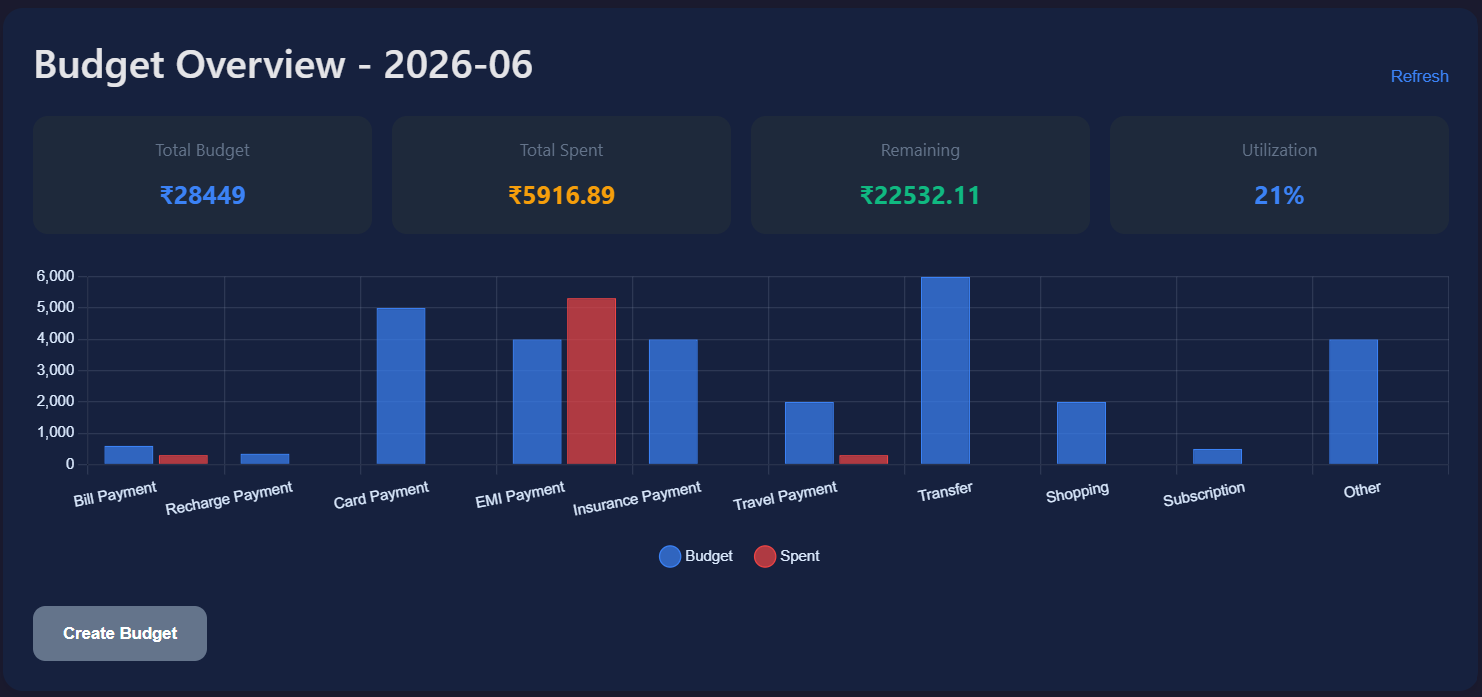 Budget Overview - 2026-06
Refresh
Total Budget
₹28449
Total Spent
₹5916.89
Remaining
₹22532.11
Utilization
21%
6,000
5,000
4,000
3,000
2,000
1,000
0
Bill Payment
Recharge Payment
Card Payment
EMI Payment
Insurance Payment
Travel Payment
Transfer
Shopping
Subscription
Other
Budget
Spent
Create Budget